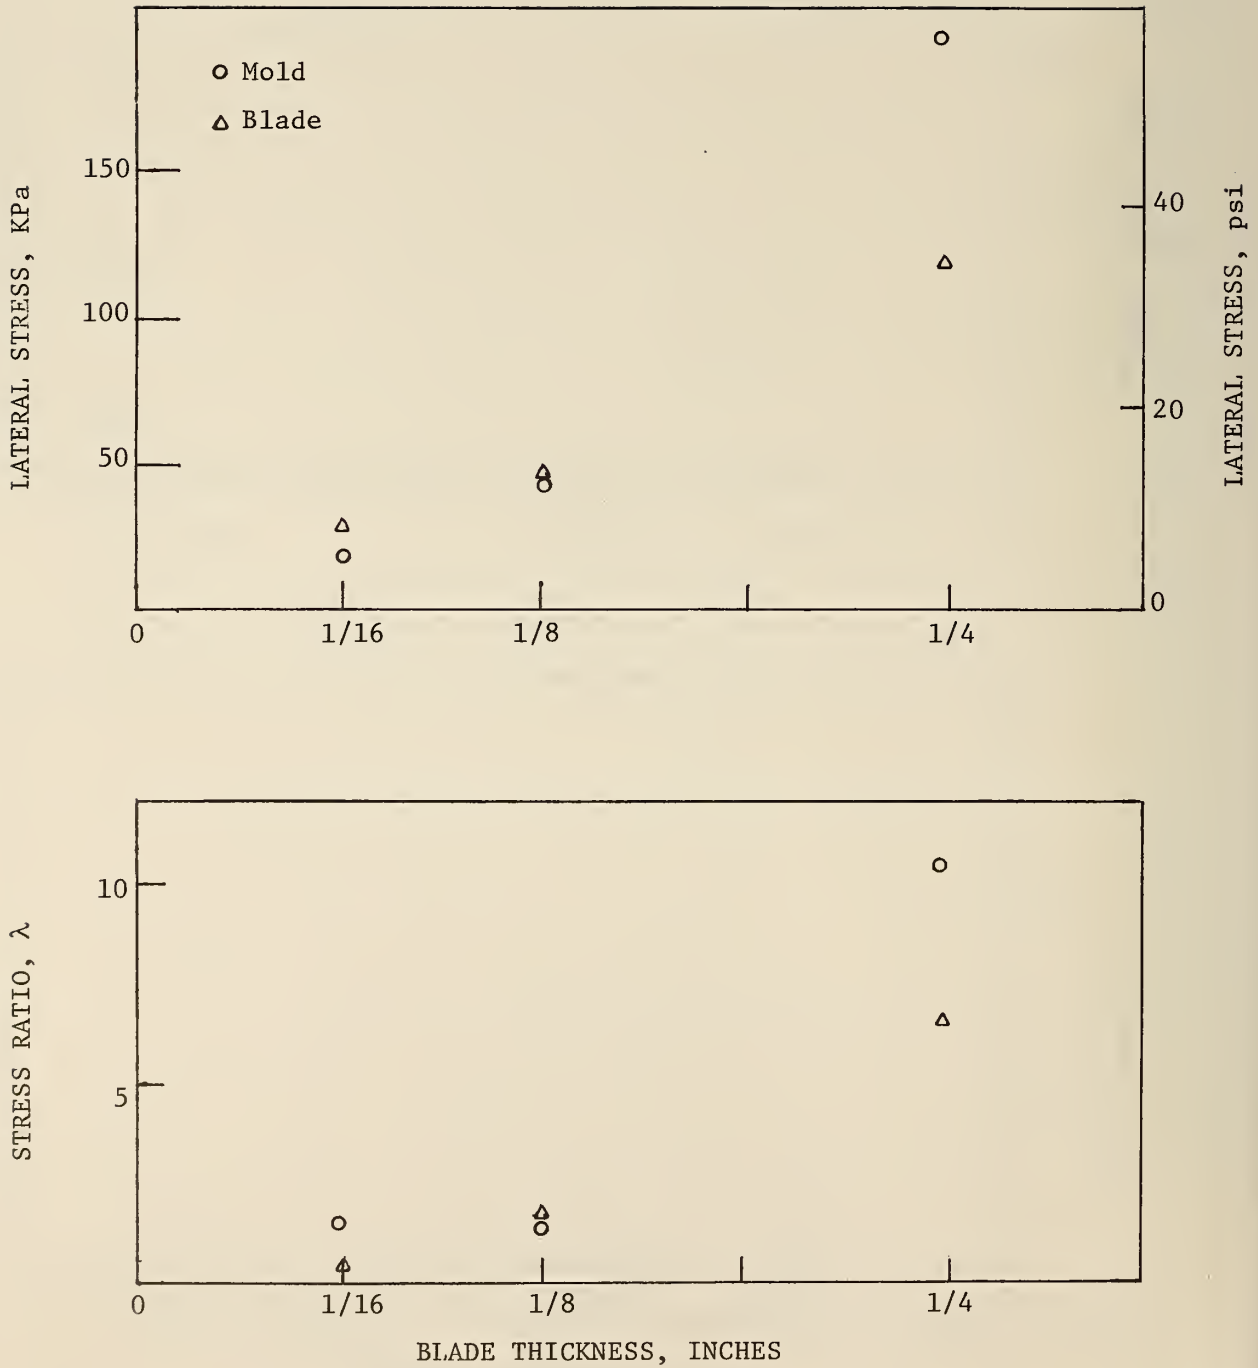 Mold
Blade
150
100
50
LATERAL STRESS, KPa
40
20
0
LATERAL STRESS, psi
0 1/16 1/8 1/4
10
5
STRESS RATIO, λ
0 1/16 1/8 1/4
BLADE THICKNESS, INCHES